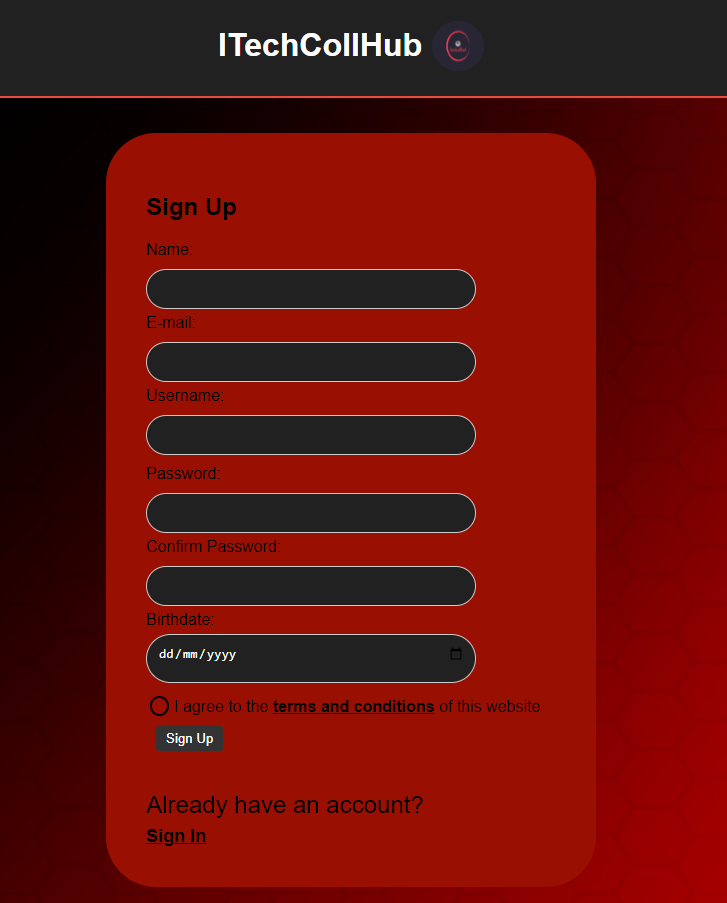 ITechCollHub
Sign Up
Name:
E-mail:
Username:
Password:
Confirm Password:
Birthdate:
dd/mm/yyyy
I agree to the terms and conditions of this website
Sign Up
Already have an account?
Sign In